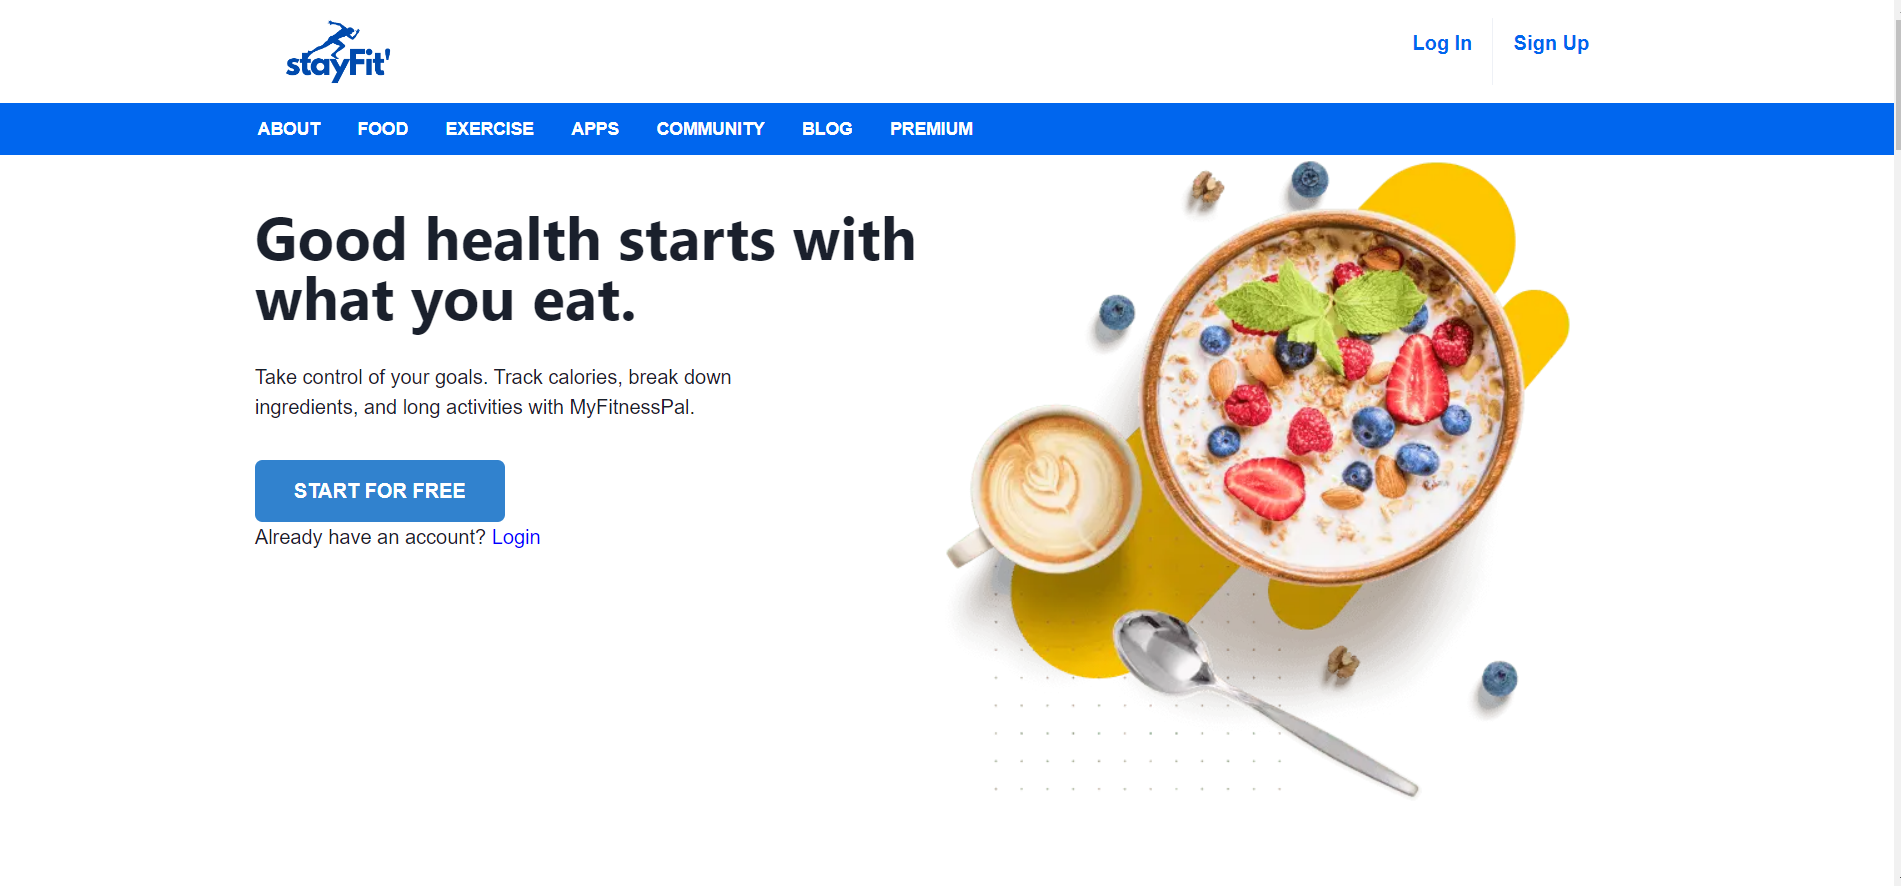 stayFit'
Log In
Sign Up
ABOUT FOOD EXERCISE APPS COMMUNITY BLOG PREMIUM
Good health starts with
what you eat.
Take control of your goals. Track calories, break down
ingredients, and long activities with MyFitnessPal.
START FOR FREE
Already have an account? Login